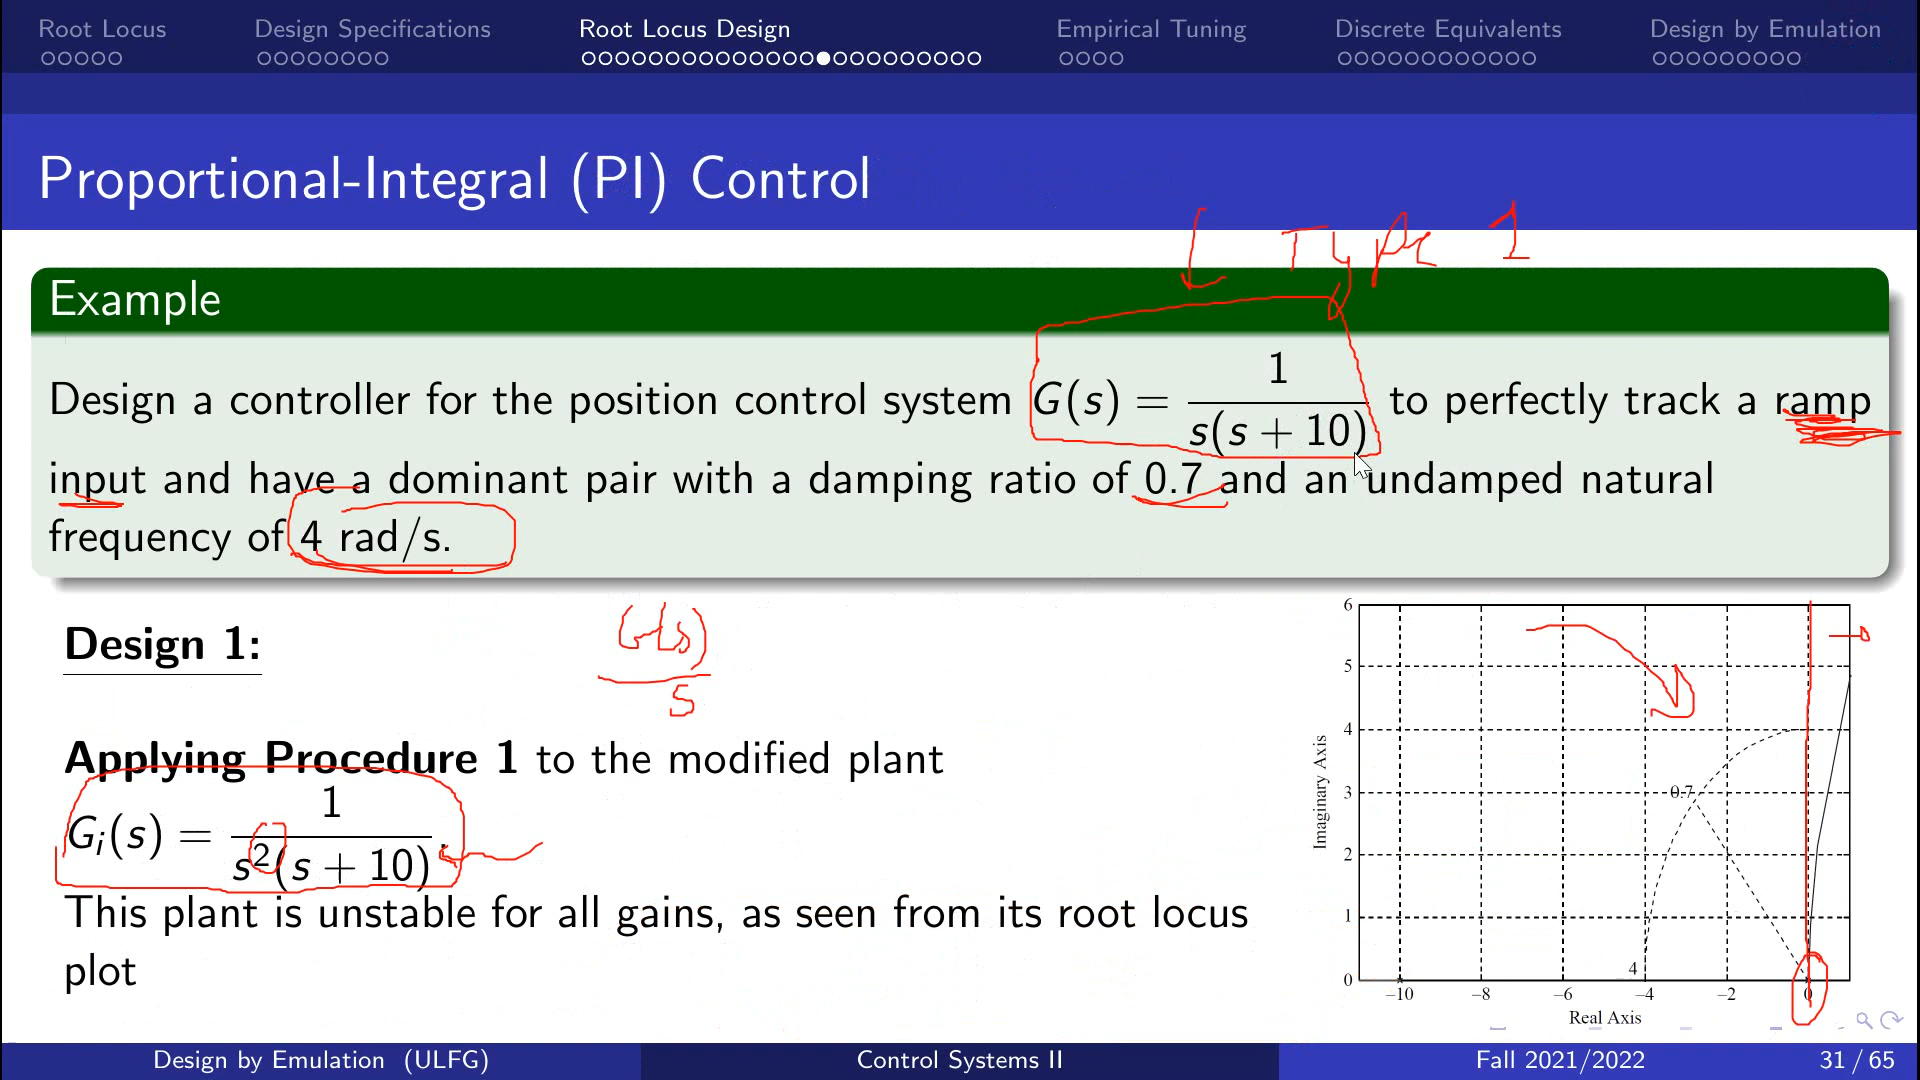 Root Locus Design Specifications Root Locus Design Empirical Tuning Discrete Equivalents Design by Emulation
Proportional-Integral (PI) Control
Type 1
Example
Design a controller for the position control system G(s) = 1 / s(s + 10) to perfectly track a ramp
input and have a dominant pair with a damping ratio of 0.7 and an undamped natural
frequency of 4 rad/s.
Design 1:
G(s)
s
Applying Procedure 1 to the modified plant
Gᵢ(s) = 1 / s²(s + 10).
This plant is unstable for all gains, as seen from its root locus
plot
6
5
4
3
2
1
0
Imaginary Axis
0.7
4
−10 −8 −6 −4 −2 0
Real Axis
Design by Emulation (ULFG) Control Systems II Fall 2021/2022 31 / 65